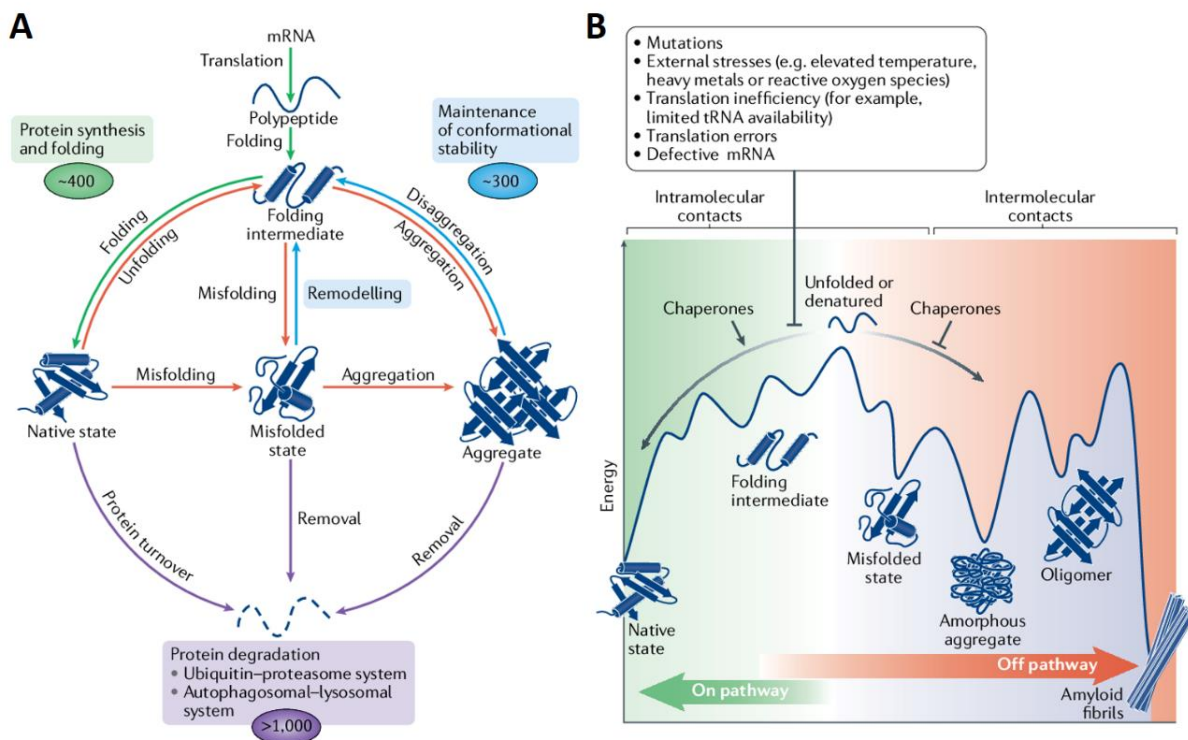 A
mRNA
Translation
Polypeptide
Folding
Protein synthesis
and folding
~400
Maintenance
of conformational
stability
~300
Folding
intermediate
Folding
Unfolding
Disaggregation
Aggregation
Misfolding
Remodelling
Misfolding
Aggregation
Native state
Misfolded
state
Aggregate
Protein turnover
Removal
Removal
Protein degradation
• Ubiquitin–proteasome system
• Autophagosomal–lysosomal
system
>1,000
B
• Mutations
• External stresses (e.g. elevated temperature,
heavy metals or reactive oxygen species)
• Translation inefficiency (for example,
limited tRNA availability)
• Translation errors
• Defective mRNA
Intramolecular
contacts
Intermolecular
contacts
Unfolded or
denatured
Chaperones
Chaperones
Energy
Folding
intermediate
Misfolded
state
Oligomer
Native
state
Amorphous
aggregate
Off pathway
On pathway
Amyloid
fibrils